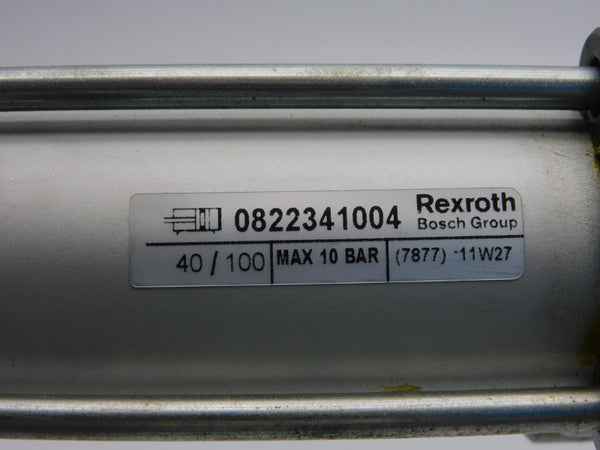 0822341004 Rexroth
Bosch Group
40 / 100 MAX 10 BAR (7877) -11W27